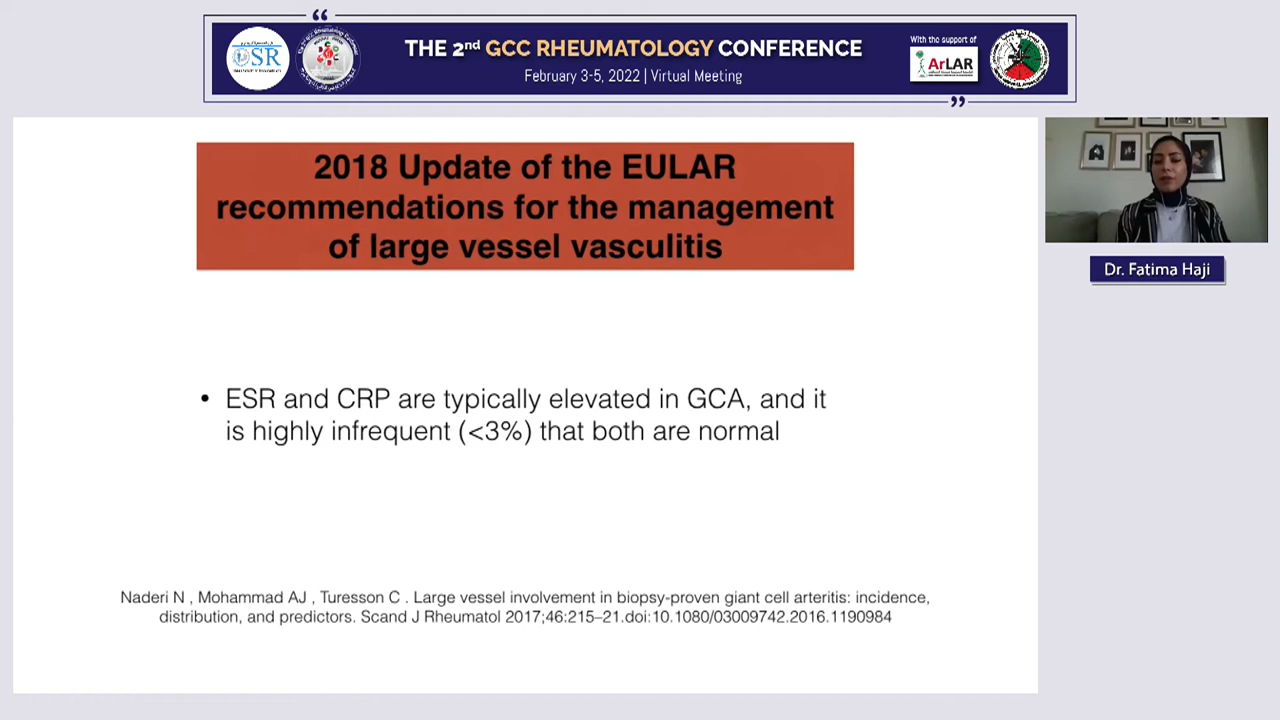 “
THE 2nd GCC RHEUMATOLOGY CONFERENCE
February 3-5, 2022 | Virtual Meeting
OSR
With the support of
ArLAR
”
2018 Update of the EULAR
recommendations for the management
of large vessel vasculitis
Dr. Fatima Haji
• ESR and CRP are typically elevated in GCA, and it
is highly infrequent (<3%) that both are normal
Naderi N , Mohammad AJ , Turesson C . Large vessel involvement in biopsy-proven giant cell arteritis: incidence,
distribution, and predictors. Scand J Rheumatol 2017;46:215–21.doi:10.1080/03009742.2016.1190984